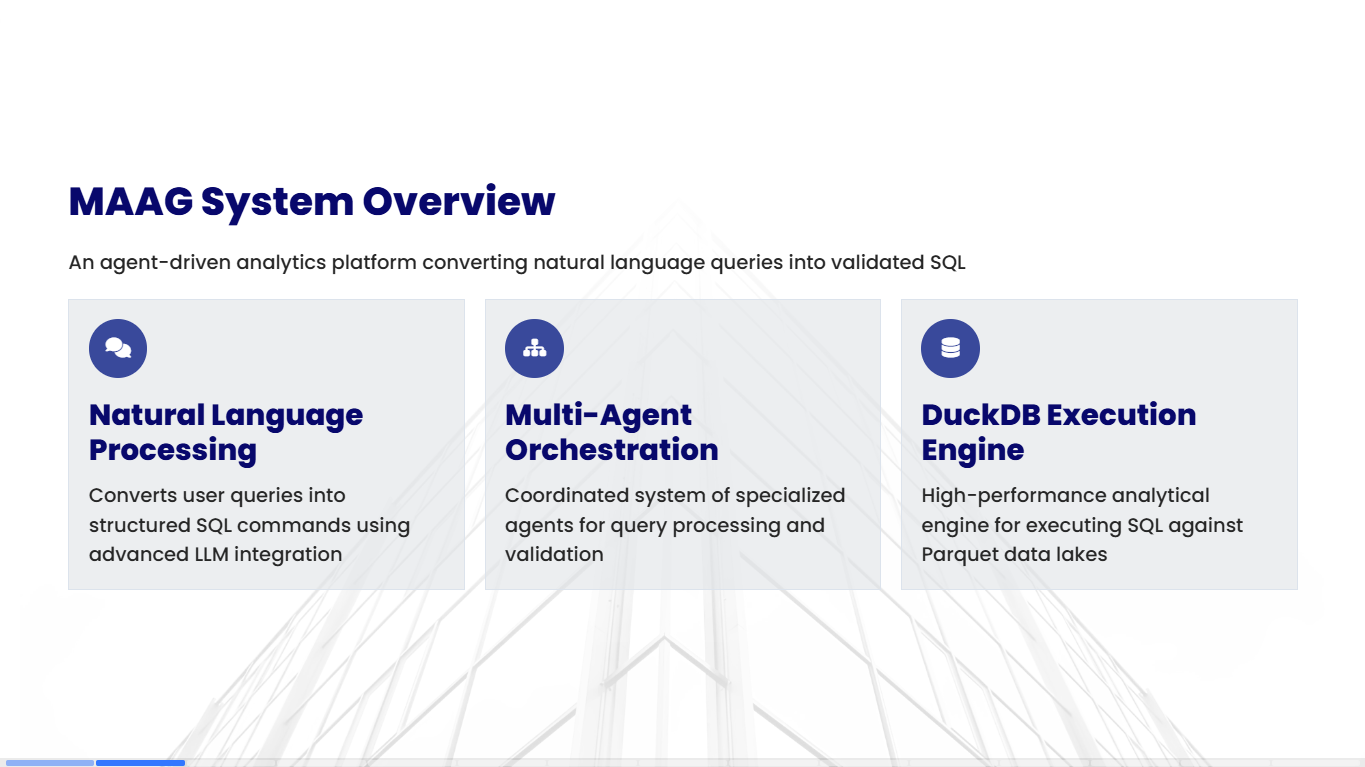 MAAG System Overview
An agent-driven analytics platform converting natural language queries into validated SQL
Natural Language
Processing
Converts user queries into
structured SQL commands using
advanced LLM integration
Multi-Agent
Orchestration
Coordinated system of specialized
agents for query processing and
validation
DuckDB Execution
Engine
High-performance analytical
engine for executing SQL against
Parquet data lakes